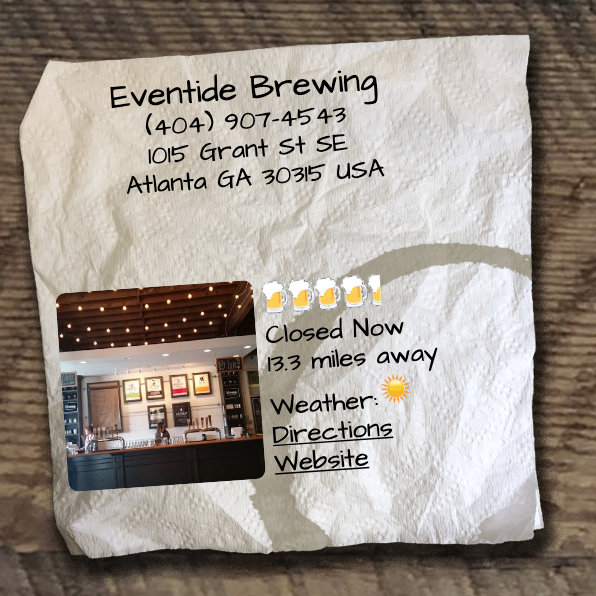 Eventide Brewing
(404) 907-4543
1015 Grant St SE
Atlanta GA 30315 USA
Closed Now
13.3 miles away
Weather:
Directions
Website